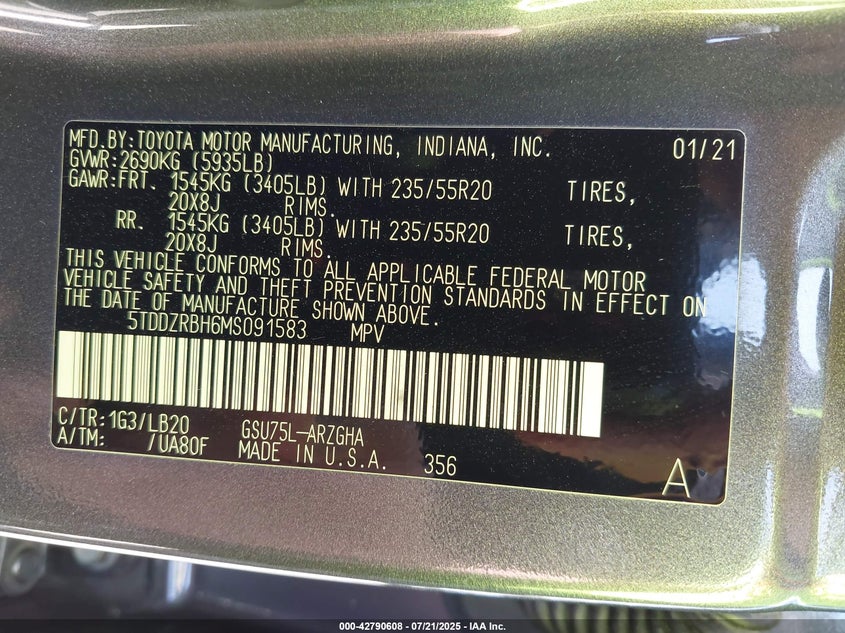 MFD.BY:TOYOTA MOTOR MANUFACTURING, INDIANA, INC. 01/21
GVWR:2690KG (5935LB)
GAWR:FRT. 1545KG (3405LB) WITH 235/55R20 TIRES,
20X8J RIMS.
RR. 1545KG (3405LB) WITH 235/55R20 TIRES,
20X8J RIMS.
THIS VEHICLE CONFORMS TO ALL APPLICABLE FEDERAL MOTOR
VEHICLE SAFETY AND THEFT PREVENTION STANDARDS IN EFFECT ON
THE DATE OF MANUFACTURE SHOWN ABOVE.
5TDDZRBH6MS091583 MPV
C/TR:1G3/LB20 GSU75L-ARZGHA
A/TM: /UA80F MADE IN U.S.A. 356 A
000-42790608 - 07/21/2025 - IAA Inc.